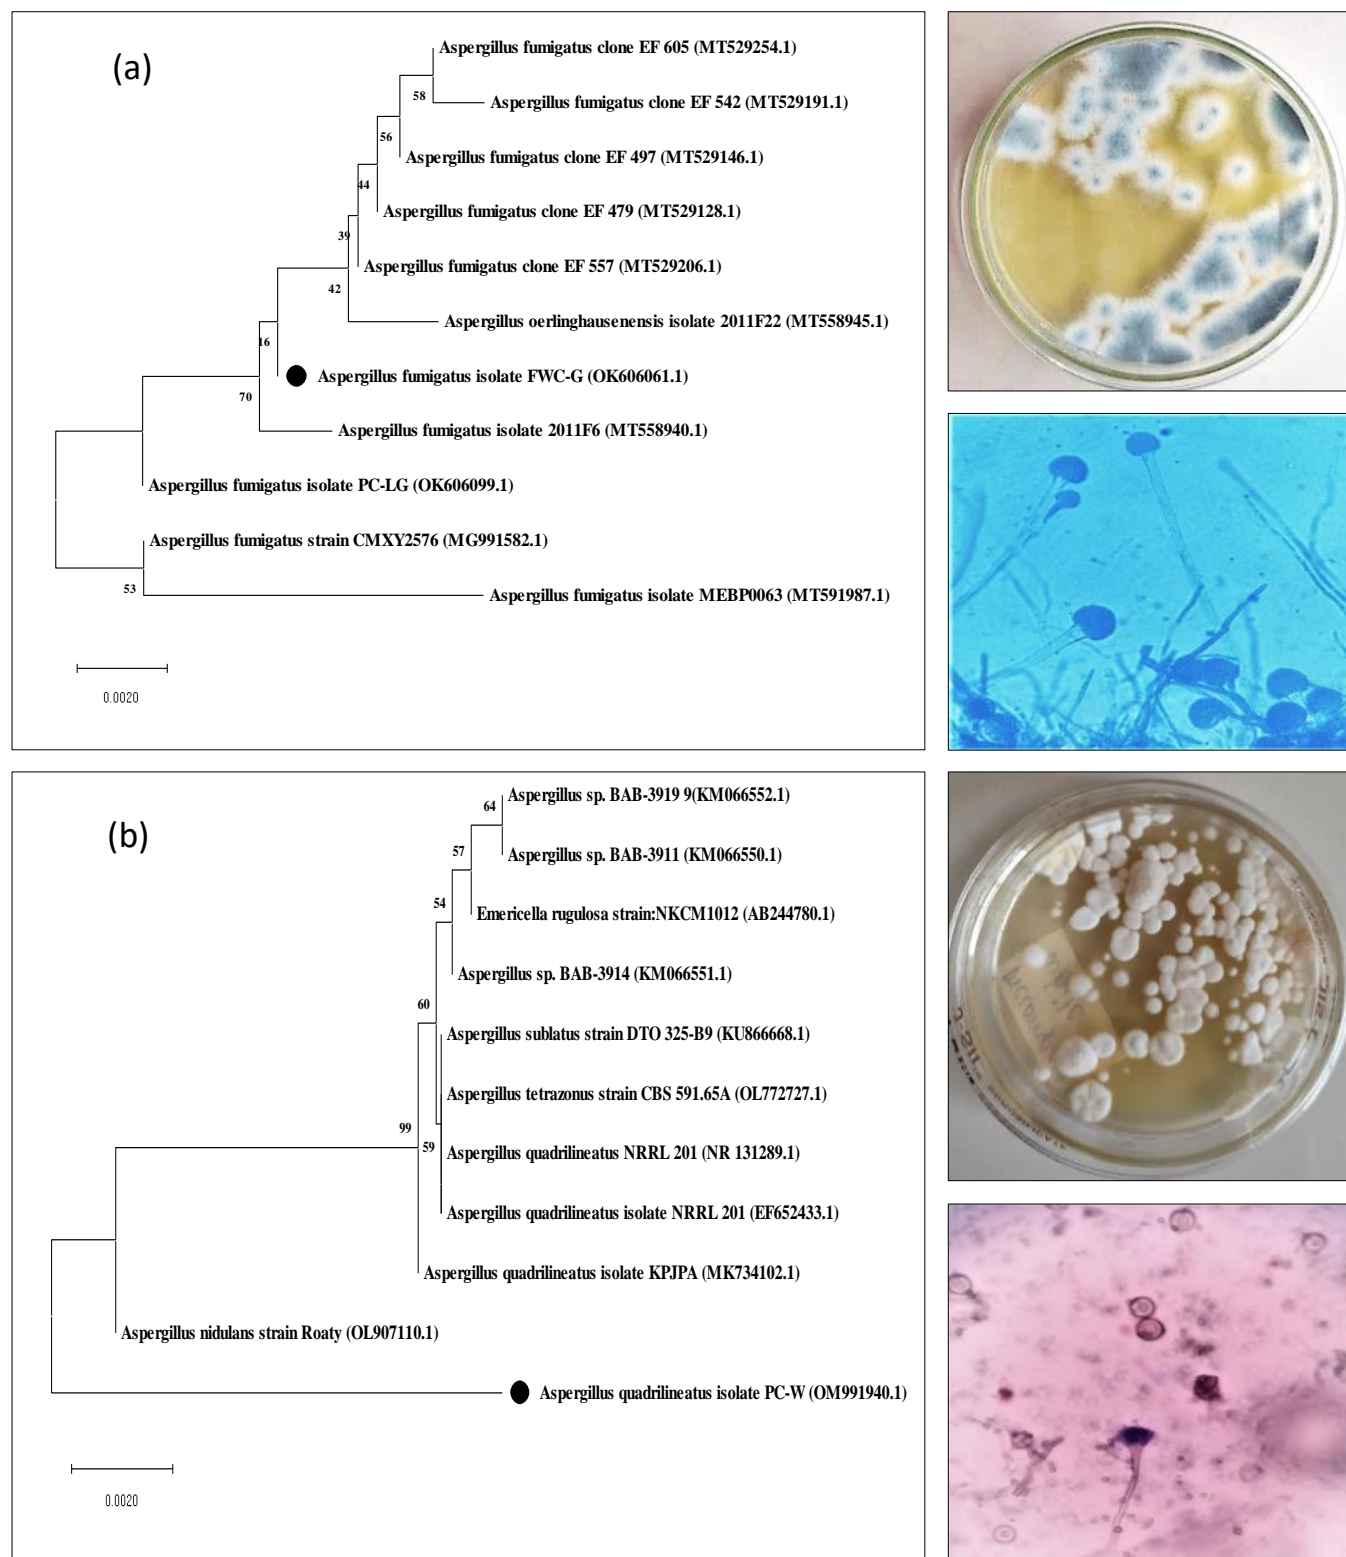 (a)
Aspergillus fumigatus clone EF 605 (MT529254.1)
58
Aspergillus fumigatus clone EF 542 (MT529191.1)
56
Aspergillus fumigatus clone EF 497 (MT529146.1)
44
Aspergillus fumigatus clone EF 479 (MT529128.1)
39
Aspergillus fumigatus clone EF 557 (MT529206.1)
42
Aspergillus oerlinghausenensis isolate 2011F22 (MT558945.1)
16
Aspergillus fumigatus isolate FWC-G (OK606061.1)
70
Aspergillus fumigatus isolate 2011F6 (MT558940.1)
Aspergillus fumigatus isolate PC-LG (OK606099.1)
Aspergillus fumigatus strain CMXY2576 (MG991582.1)
53
Aspergillus fumigatus isolate MEBP0063 (MT591987.1)
0.0020
(b)
Aspergillus sp. BAB-3919 9(KM066552.1)
64
Aspergillus sp. BAB-3911 (KM066550.1)
57
Emericella rugulosa strain:NKCM1012 (AB244780.1)
54
Aspergillus sp. BAB-3914 (KM066551.1)
60
Aspergillus sublatus strain DTO 325-B9 (KU866668.1)
Aspergillus tetrazonus strain CBS 591.65A (OL772727.1)
99
59
Aspergillus quadrilineatus NRRL 201 (NR 131289.1)
Aspergillus quadrilineatus isolate NRRL 201 (EF652433.1)
Aspergillus quadrilineatus isolate KPJPA (MK734102.1)
Aspergillus nidulans strain Roaty (OL907110.1)
Aspergillus quadrilineatus isolate PC-W (OM991940.1)
0.0020